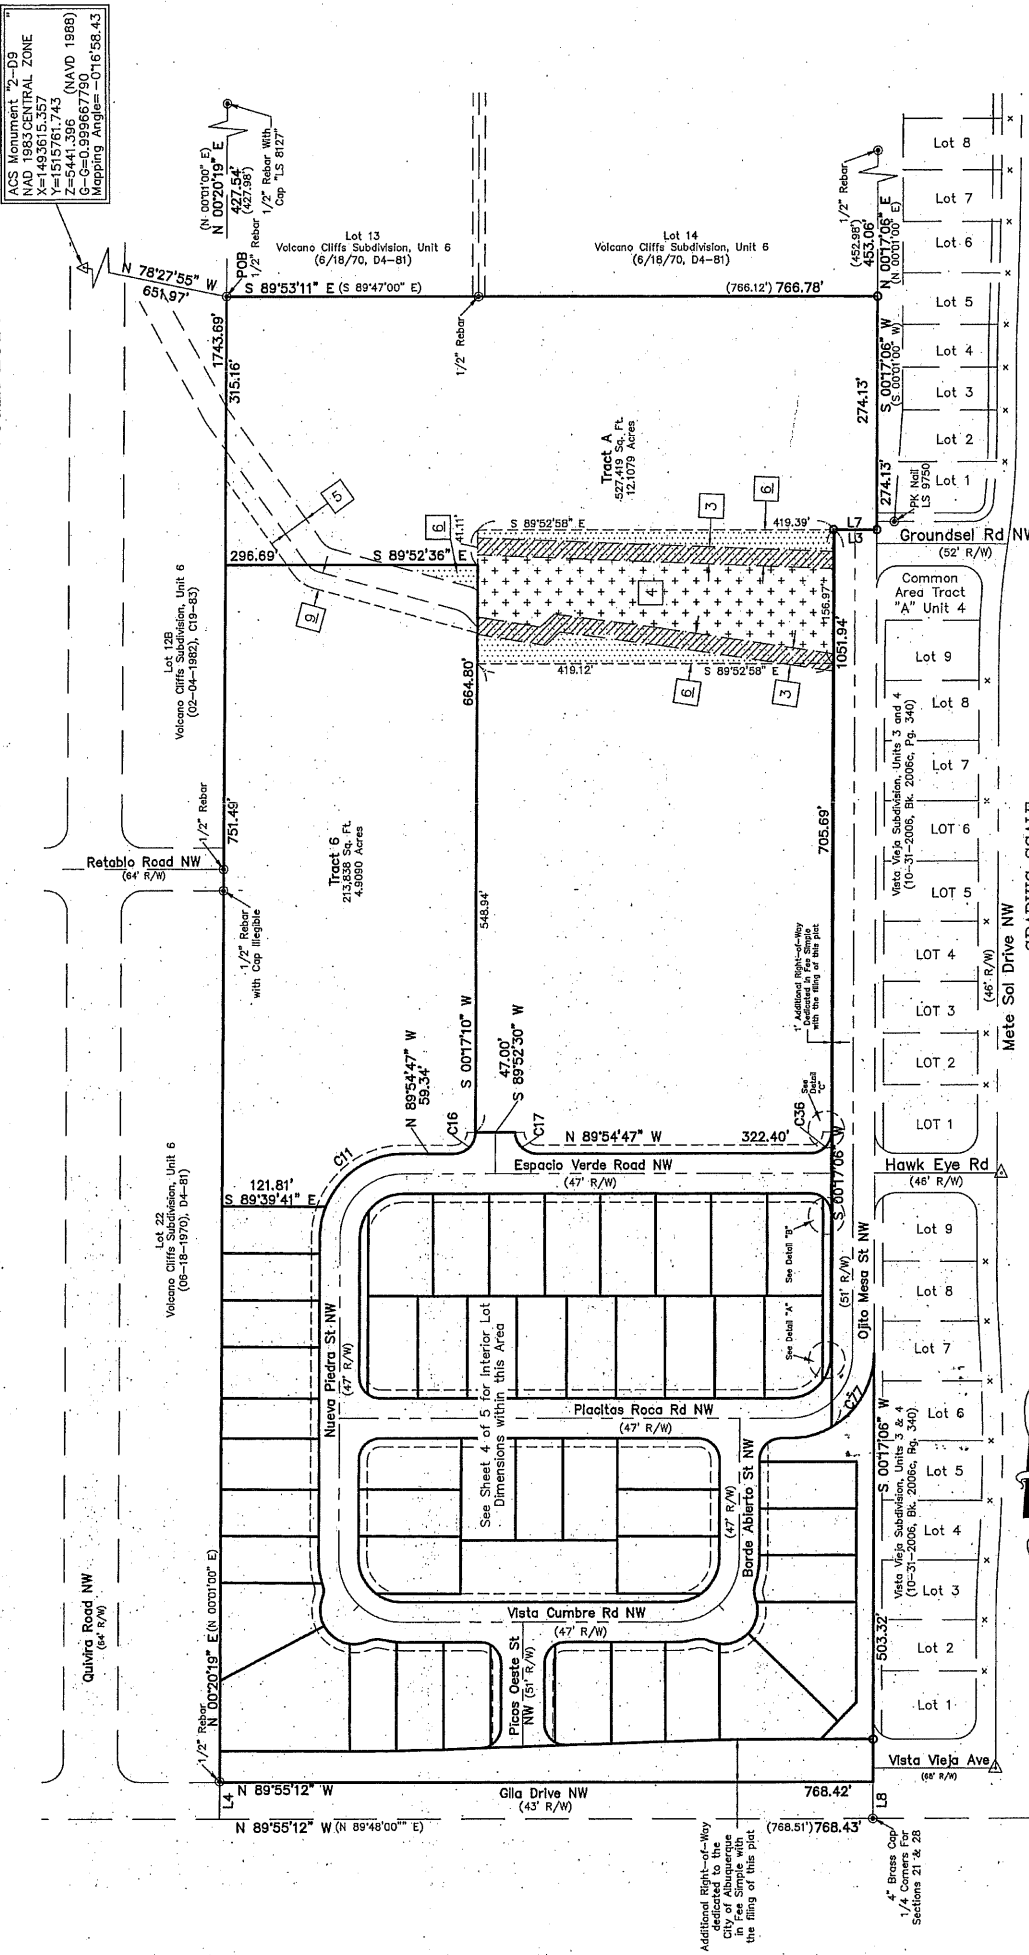 ACS Monument "2-D9"
NAD 1983 CENTRAL ZONE
X=1493615.357
Y=1515761.743
Z=5441.396 (NAVD 1988)
G-G=0.999667790
Mapping Angle=-0°16'58.43"
(N 00°01'00" E)
N 00°20'19" E
427.54'
(427.98')
1/2" Rebar With
Cap "LS 8127"
1/2" Rebar
POB
N 78°27'55" W
651.97'
Lot 13
Volcano Cliffs Subdivision, Unit 6
(6/18/70, D4-81)
Lot 14
Volcano Cliffs Subdivision, Unit 6
(6/18/70, D4-81)
S 89°53'11" E (S 89°47'00" E)
(766.12') 766.78'
1/2" Rebar
(452.98')
453.06'
1/2" Rebar
N 00°17'06" E
(N 00°01'00" E)
1743.69'
315.16'
Tract A
527,419 Sq. Ft.
12.1079 Acres
274.13'
S 00°17'06" W
(S 00°01'00" W)
274.13'
PK Nail
LS 9750
Lot 8
Lot 7
Lot 6
Lot 5
Lot 4
Lot 3
Lot 2
Lot 1
L7
L3
Groundsel Rd NW
(52' R/W)
5
9
6
3
6
4
6
3
296.69'
S 89°52'36" E
41.11'
S 89°52'58" E
419.39'
156.97'
1051.94'
419.12'
S 89°52'58" E
664.80'
Common
Area Tract
"A" Unit 4
Lot 9
Lot 8
Lot 7
LOT 6
LOT 5
LOT 4
LOT 3
LOT 2
LOT 1
Vista Vieja Subdivision, Units 3 and 4
(10-31-2006, Bk. 2006c, Pg. 340)
Mete Sol Drive NW
(46' R/W)
GRAPHIC SCALE
Lot 12B
Volcano Cliffs Subdivision, Unit 6
(02-04-1982), C19-83)
751.49'
1/2" Rebar
Retablo Road NW
(64' R/W)
1/2" Rebar
with Cap Illegible
Tract 6
213,838 Sq. Ft.
4.9090 Acres
548.94'
705.69'
1' Additional Right-of-Way
Dedicated in Fee Simple
with the filing of this plat
S 00°17'10" W
47.00'
S 89°52'30" W
N 89°54'47" W
59.34'
C16
C17
C11
C36
See
Detail
"C"
N 89°54'47" W
322.40'
Espacio Verde Road NW
(47' R/W)
S 00°17'06" W
Hawk Eye Rd
(46' R/W)
121.81'
S 89°39'41" E
Lot 22
Volcano Cliffs Subdivision, Unit 6
(06-18-1970), D4-81)
Nueva Piedra St NW
(47' R/W)
See Detail "B"
See Detail "A"
(51' R/W)
Ojito Mesa St NW
See Sheet 4 of 5 for Interior Lot
Dimensions within this Area
Placitas Roca Rd NW
(47' R/W)
C77
Borde Abierto St NW
(47' R/W)
Vista Cumbre Rd NW
(47' R/W)
Picos Oeste St
NW (51' R/W)
Lot 9
Lot 8
Lot 7
Lot 6
Lot 5
Lot 4
Lot 3
Lot 2
Lot 1
S 00°17'06" W
Vista Vieja Subdivision, Units 3 & 4
(10-31-2006, Bk. 2006c, Pg. 340)
503.32'
Quivira Road NW
(64' R/W)
N 00°20'19" E (N 00°01'00" E)
1/2" Rebar
L4
N 89°55'12" W
Gila Drive NW
(43' R/W)
768.42'
L8
Vista Vieja Ave
(68' R/W)
N 89°55'12" W (N 89°48'00" E)
(768.51') 768.43'
Additional Right-of-Way
dedicated to the
City of Albuquerque
in Fee Simple with
the filing of this plat
4" Brass Cap
1/4 Corners For
Sections 21 & 28